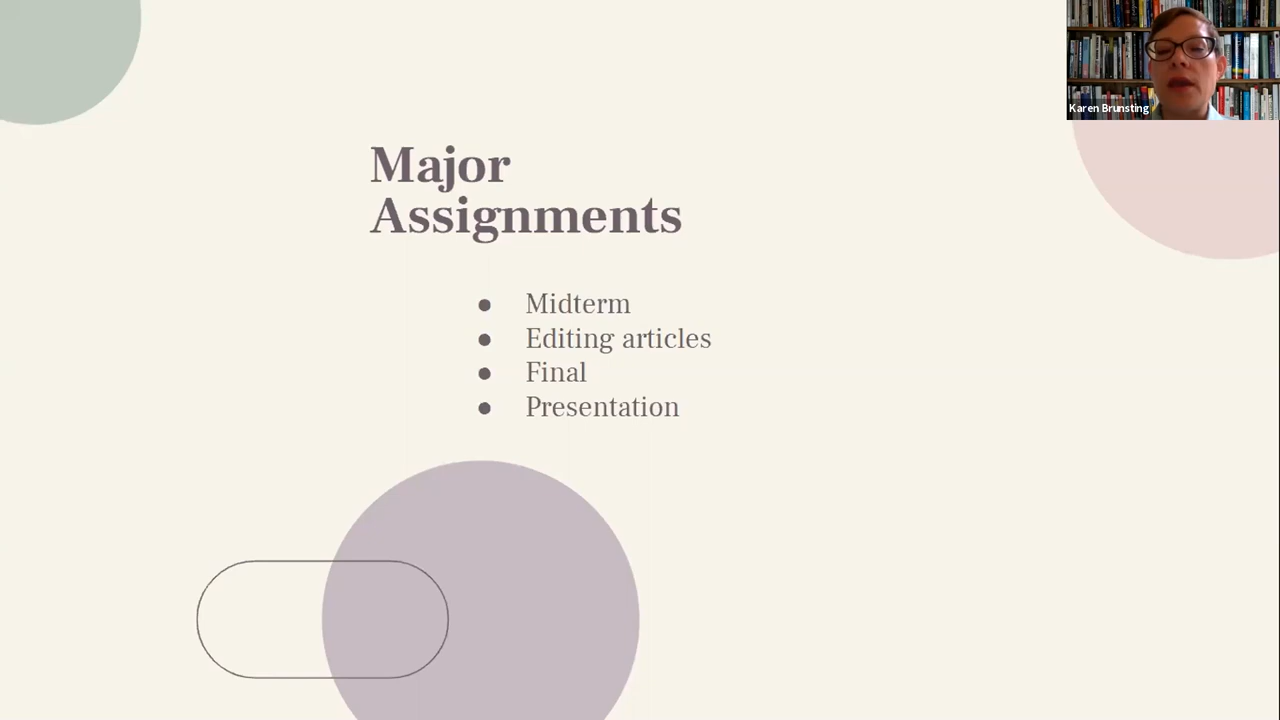 Major
Assignments
● Midterm
● Editing articles
● Final
● Presentation
Karen Brunsting